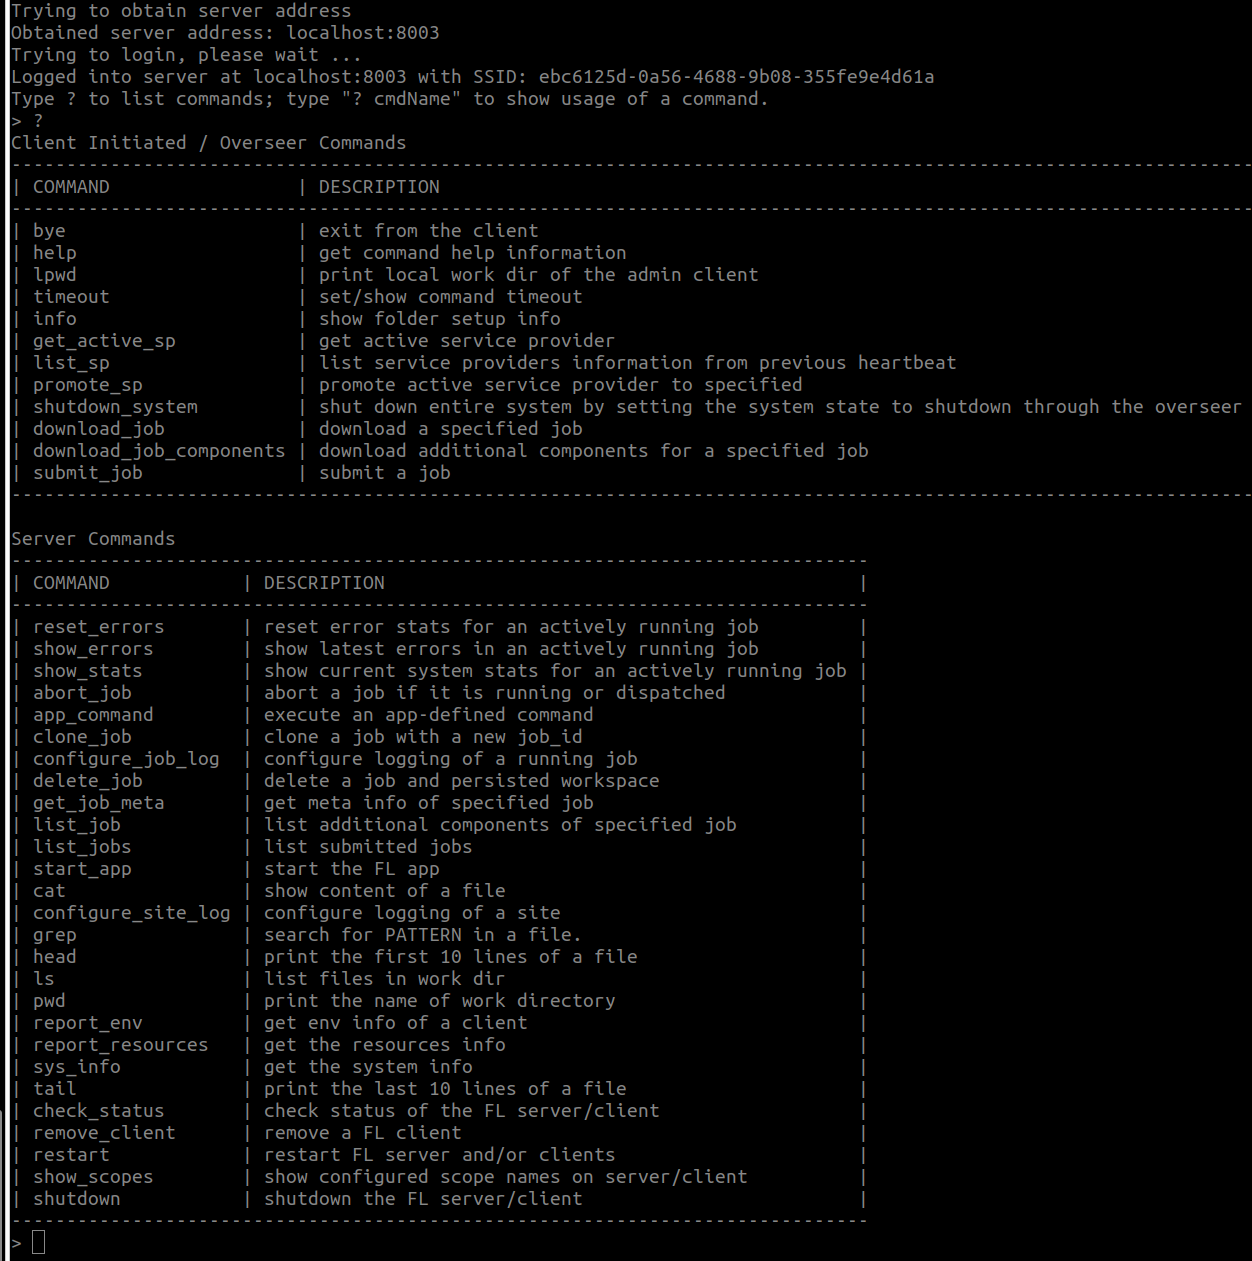 Trying to obtain server address
Obtained server address: localhost:8003
Trying to login, please wait ...
Logged into server at localhost:8003 with SSID: ebc6125d-0a56-4688-9b08-355fe9e4d61a
Type ? to list commands; type "? cmdName" to show usage of a command.
> ?
Client Initiated / Overseer Commands
-----------------------------------------------------------------------------------------------------------------
| COMMAND                 | DESCRIPTION
-----------------------------------------------------------------------------------------------------------------
| bye                     | exit from the client
| help                    | get command help information
| lpwd                    | print local work dir of the admin client
| timeout                 | set/show command timeout
| info                    | show folder setup info
| get_active_sp           | get active service provider
| list_sp                 | list service providers information from previous heartbeat
| promote_sp              | promote active service provider to specified
| shutdown_system         | shut down entire system by setting the system state to shutdown through the overseer
| download_job            | download a specified job
| download_job_components | download additional components for a specified job
| submit_job              | submit a job
-----------------------------------------------------------------------------------------------------------------
Server Commands
------------------------------------------------------------------------------
| COMMAND            | DESCRIPTION                                           |
------------------------------------------------------------------------------
| reset_errors       | reset error stats for an actively running job         |
| show_errors        | show latest errors in an actively running job         |
| show_stats         | show current system stats for an actively running job |
| abort_job          | abort a job if it is running or dispatched            |
| app_command        | execute an app-defined command                        |
| clone_job          | clone a job with a new job_id                         |
| configure_job_log  | configure logging of a running job                    |
| delete_job         | delete a job and persisted workspace                  |
| get_job_meta       | get meta info of specified job                        |
| list_job           | list additional components of specified job           |
| list_jobs          | list submitted jobs                                   |
| start_app          | start the FL app                                      |
| cat                | show content of a file                                |
| configure_site_log | configure logging of a site                           |
| grep               | search for PATTERN in a file.                         |
| head               | print the first 10 lines of a file                    |
| ls                 | list files in work dir                                |
| pwd                | print the name of work directory                      |
| report_env         | get env info of a client                              |
| report_resources   | get the resources info                                |
| sys_info           | get the system info                                   |
| tail               | print the last 10 lines of a file                     |
| check_status       | check status of the FL server/client                  |
| remove_client      | remove a FL client                                    |
| restart            | restart FL server and/or clients                      |
| show_scopes        | show configured scope names on server/client          |
| shutdown           | shutdown the FL server/client                         |
------------------------------------------------------------------------------
>